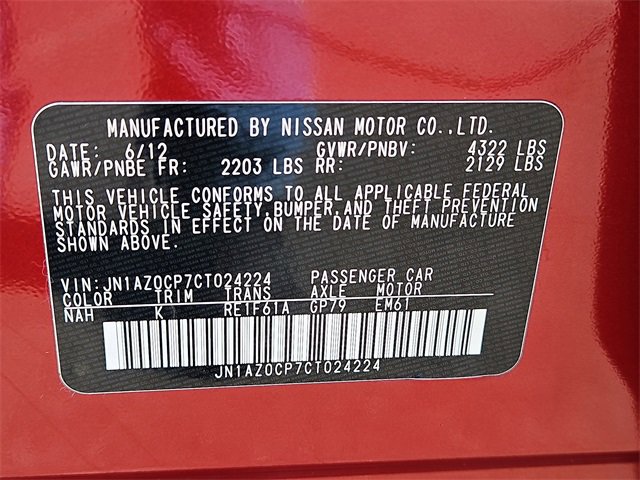 MANUFACTURED BY NISSAN MOTOR CO.,LTD.
DATE: 6/12 GVWR/PNBV: 4322 LBS
GAWR/PNBE FR: 2203 LBS RR: 2129 LBS
THIS VEHICLE CONFORMS TO ALL APPLICABLE FEDERAL
MOTOR VEHICLE SAFETY,BUMPER,AND THEFT PREVENTION
STANDARDS IN EFFECT ON THE DATE OF MANUFACTURE
SHOWN ABOVE.
VIN:JN1AZ0CP7CT024224 PASSENGER CAR
COLOR TRIM TRANS AXLE MOTOR
NAH K RE1F61A GP79 EM61
JN1AZ0CP7CT024224